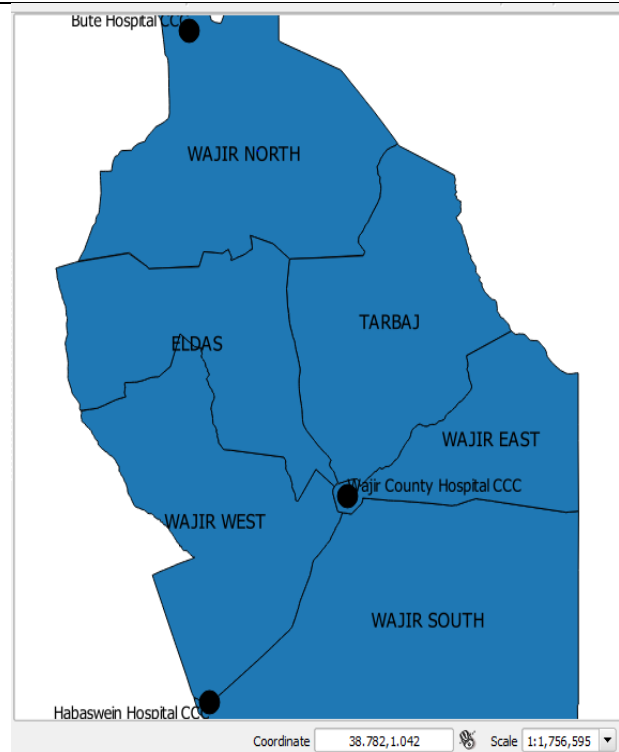 Bute Hospital CCC
WAJIR NORTH
TARBAJ
ELDAS
WAJIR EAST
Wajir County Hospital CCC
WAJIR WEST
WAJIR SOUTH
Habaswein Hospital CCC
Coordinate 38.782,1.042 Scale 1:1,756,595